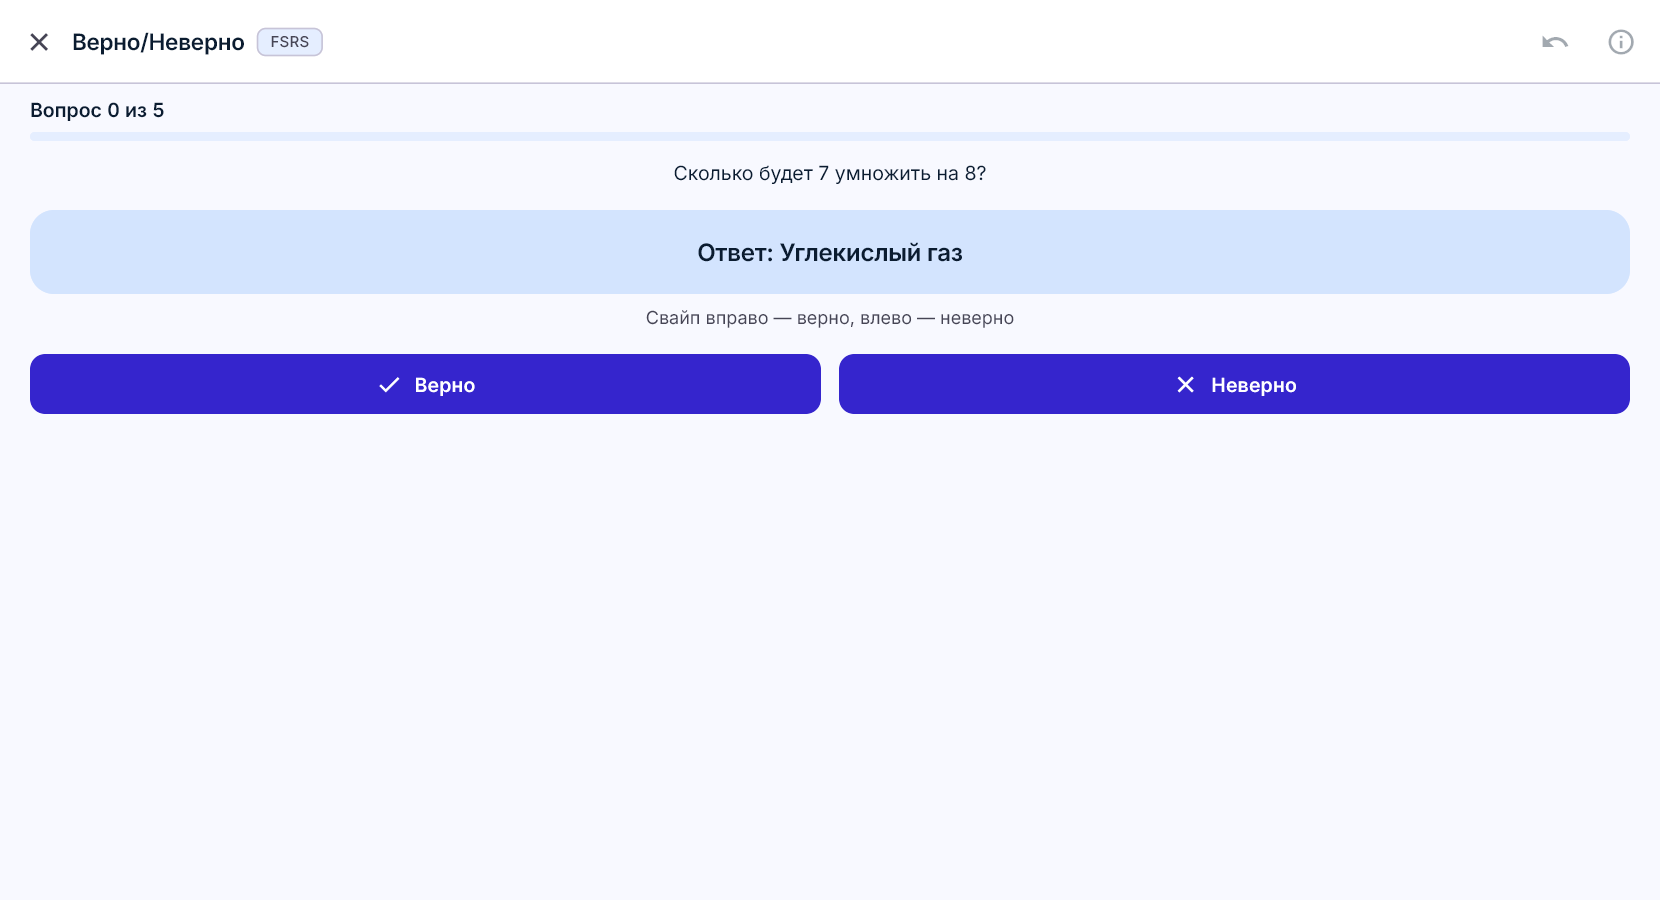 Верно/Неверно FSRS
Вопрос 0 из 5
Сколько будет 7 умножить на 8?
Ответ: Углекислый газ
Свайп вправо — верно, влево — неверно
Верно
Неверно